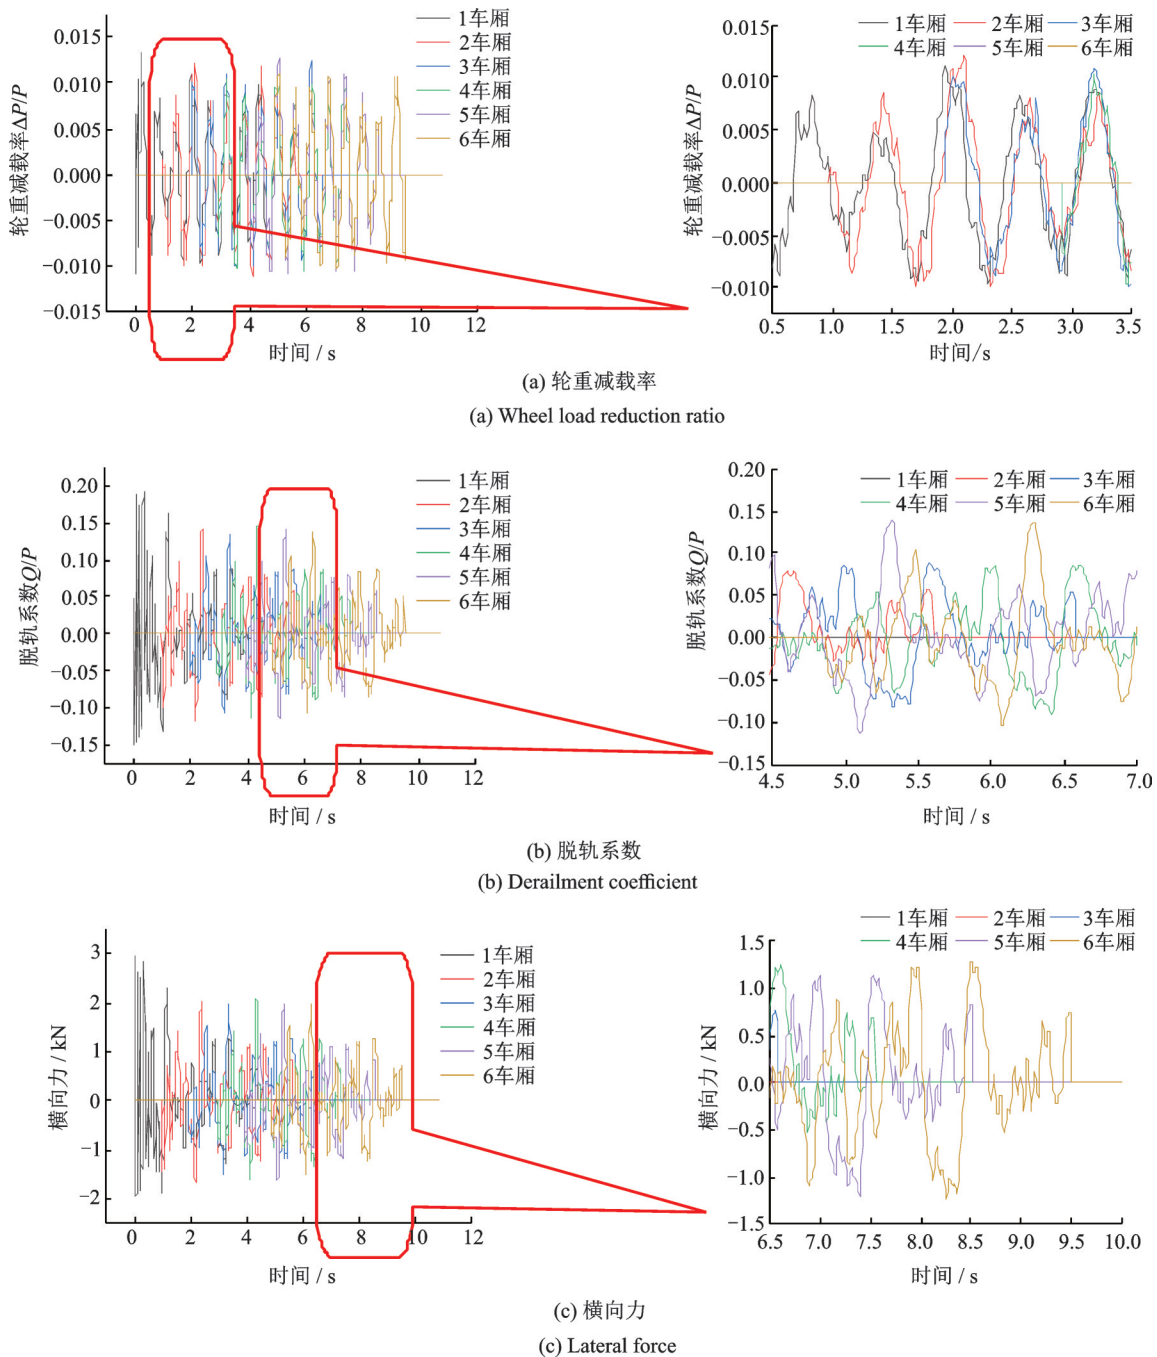 0.015
0.010
0.005
0.000
−0.005
−0.010
−0.015
轮重减载率ΔP/P
0 2 4 6 8 10 12
时间 / s
1车厢
2车厢
3车厢
4车厢
5车厢
6车厢
1车厢 2车厢 3车厢
4车厢 5车厢 6车厢
0.015
0.010
0.005
0.000
−0.005
−0.010
轮重减载率ΔP/P
0.5 1.0 1.5 2.0 2.5 3.0 3.5
时间/s
(a) 轮重减载率
(a) Wheel load reduction ratio
0.20
0.15
0.10
0.05
0.00
−0.05
−0.10
−0.15
脱轨系数Q/P
0 2 4 6 8 10 12
时间 / s
1车厢
2车厢
3车厢
4车厢
5车厢
6车厢
1车厢 2车厢 3车厢
4车厢 5车厢 6车厢
0.20
0.15
0.10
0.05
0.00
−0.05
−0.10
−0.15
脱轨系数Q/P
4.5 5.0 5.5 6.0 6.5 7.0
时间 / s
(b) 脱轨系数
(b) Derailment coefficient
3
2
1
0
−1
−2
横向力 / kN
0 2 4 6 8 10 12
时间 / s
1车厢
2车厢
3车厢
4车厢
5车厢
6车厢
1车厢 2车厢 3车厢
4车厢 5车厢 6车厢
1.5
1.0
0.5
0.0
−0.5
−1.0
−1.5
横向力 / kN
6.5 7.0 7.5 8.0 8.5 9.0 9.5 10.0
时间 / s
(c) 横向力
(c) Lateral force